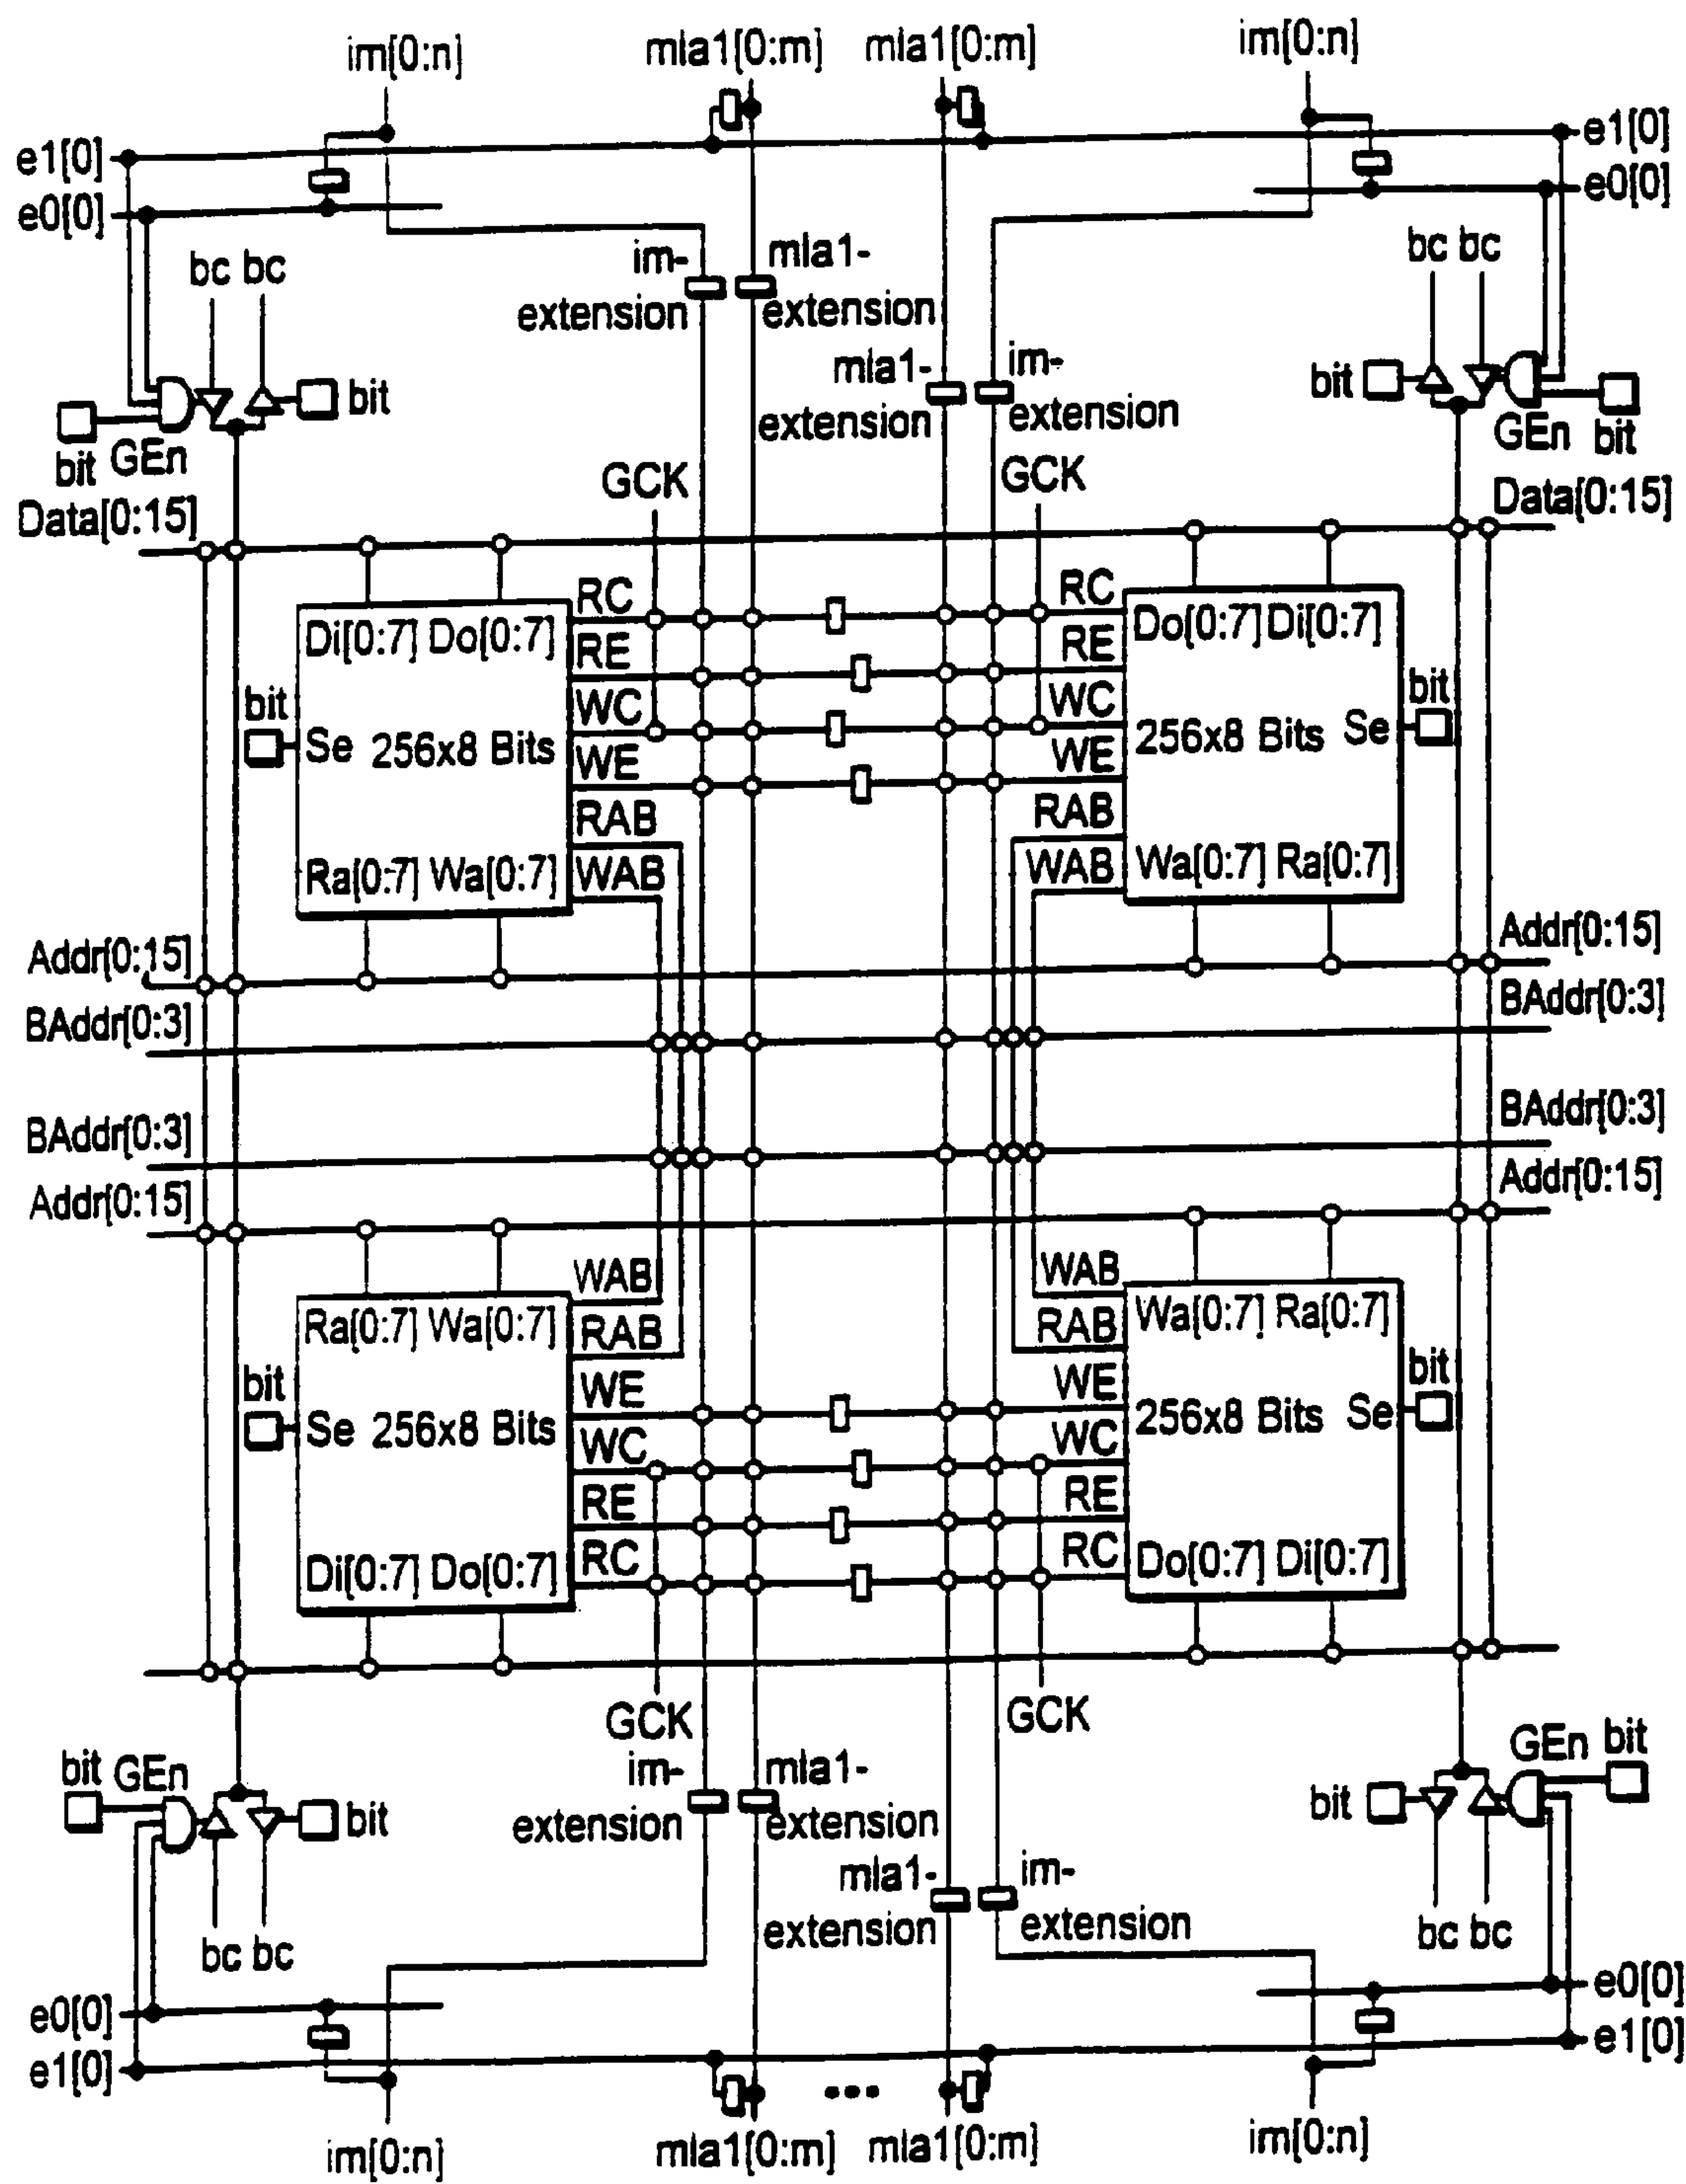 im[0:n] mla1[0:m] mla1[0:m] im[0:n]
e1[0] e1[0]
e0[0] e0[0]
bc bc im- mla1- bc bc
extension extension
mla1- im-
bit bit
extension extension
bit GEn GEn bit
GCK GCK
Data[0:15] Data[0:15]
RC RC
Di[0:7] Do[0:7] Do[0:7] Di[0:7]
RE RE
bit WC WC bit
Se 256x8 Bits 256x8 Bits Se
WE WE
RAB RAB
Ra[0:7] Wa[0:7] WAB WAB Wa[0:7] Ra[0:7]
Addr[0:15] Addr[0:15]
BAddr[0:3] BAddr[0:3]
BAddr[0:3] BAddr[0:3]
Addr[0:15] Addr[0:15]
WAB WAB
Ra[0:7] Wa[0:7] Wa[0:7] Ra[0:7]
RAB RAB
bit WE WE bit
Se 256x8 Bits 256x8 Bits Se
WC WC
RE RE
Di[0:7] Do[0:7] RC RC Do[0:7] Di[0:7]
GCK GCK
bit GEn GEn bit
im- mla1-
bit bit
extension extension
mla1- im-
extension extension
bc bc bc bc
e0[0] e0[0]
e1[0] e1[0]
•••
im[0:n] mla1[0:m] mla1[0:m] im[0:n]